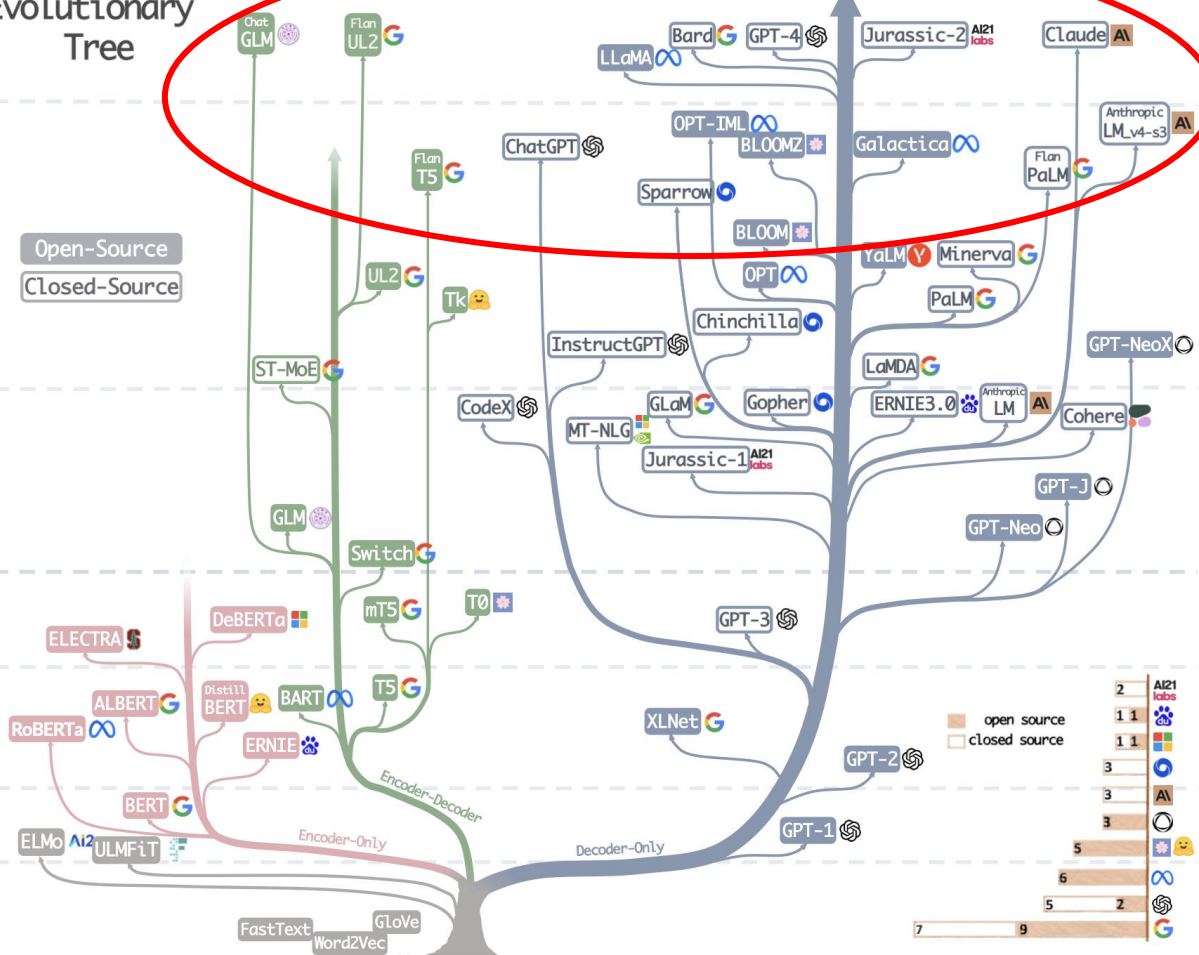 Evolutionary
Tree
Chat
GLM
Flan
UL2
Bard
GPT-4
Jurassic-2
AI21
labs
Claude
A\
LLaMA
Anthropic
LM_v4-s3
A\
OPT-IML
BLOOMZ
ChatGPT
Galactica
Flan
T5
Flan
PaLM
Sparrow
BLOOM
Open-Source
Closed-Source
YaLM
Y
Minerva
UL2
OPT
Tk
PaLM
Chinchilla
InstructGPT
GPT-NeoX
ST-MoE
LaMDA
CodeX
GLaM
Gopher
ERNIE3.0
du
Anthropic
LM
A\
Cohere
MT-NLG
Jurassic-1
AI21
labs
GPT-J
GLM
GPT-Neo
Switch
mT5
T0
DeBERTa
GPT-3
ELECTRA
Distill
BERT
BART
T5
ALBERT
RoBERTa
ERNIE
du
XLNet
GPT-2
BERT
Encoder-Decoder
GPT-1
ELMo
Ai2
ULMFiT
Encoder-Only
Decoder-Only
FastText
GloVe
Word2Vec
open source
closed source
2 AI21 labs
1 1 du
1 1
3
3 A\
3
5
6
5 2
7 9